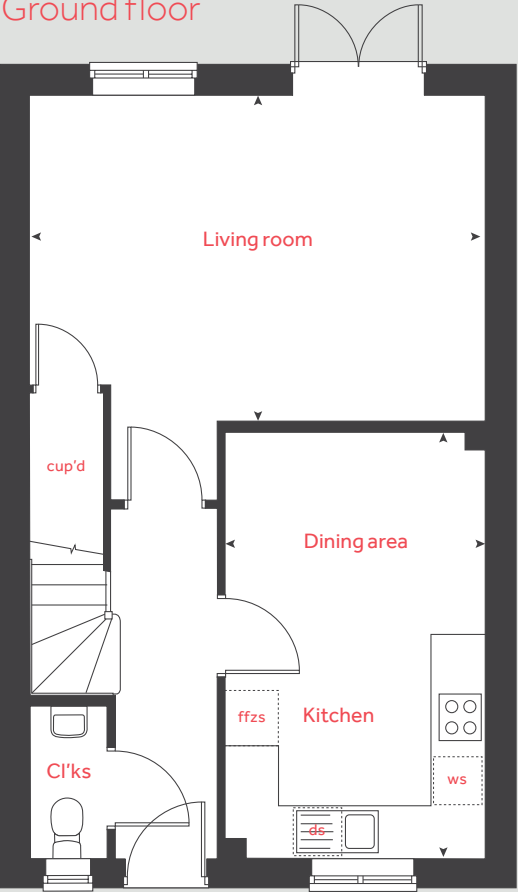 Ground floor
Living room
cup'd
Dining area
ffzs
Kitchen
Cl'ks
ws
ds